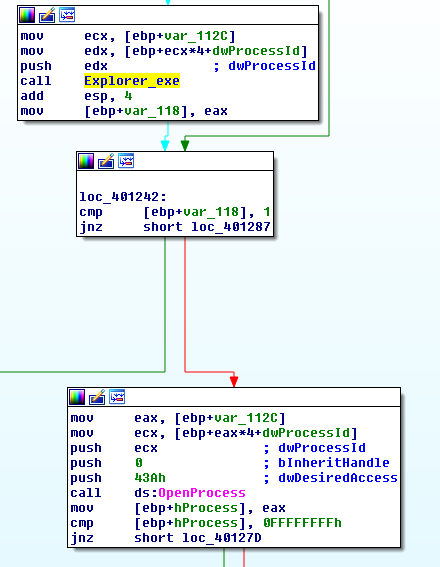 mov ecx, [ebp+var_112C]
mov edx, [ebp+ecx*4+dwProcessId]
push edx ; dwProcessId
call Explorer_exe
add esp, 4
mov [ebp+var_118], eax
loc_401242:
cmp [ebp+var_118], 1
jnz short loc_401287
mov eax, [ebp+var_112C]
mov ecx, [ebp+eax*4+dwProcessId]
push ecx ; dwProcessId
push 0 ; bInheritHandle
push 43Ah ; dwDesiredAccess
call ds:OpenProcess
mov [ebp+hProcess], eax
cmp [ebp+hProcess], 0FFFFFFFFh
jnz short loc_40127D